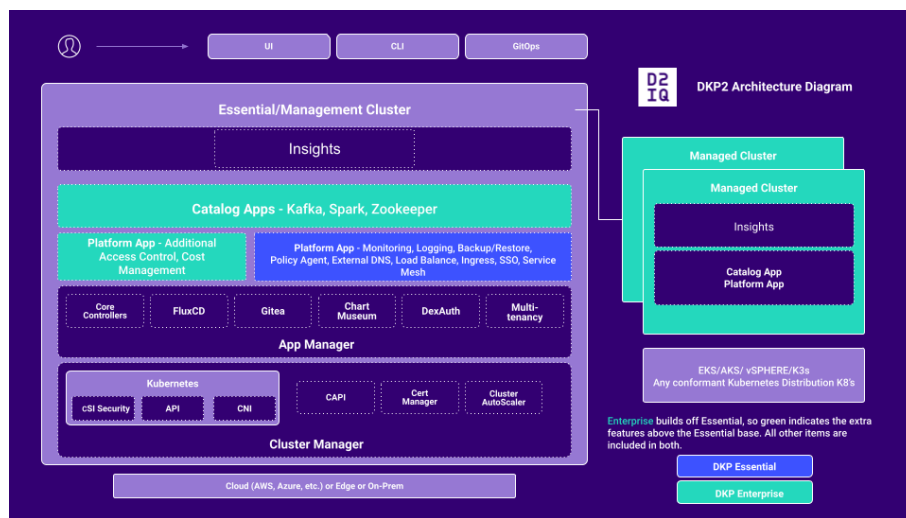 UI
CLI
GitOps
D2
IQ
DKP2 Architecture Diagram
Essential/Management Cluster
Insights
Catalog Apps - Kafka, Spark, Zookeeper
Platform App - Additional
Access Control, Cost
Management
Platform App - Monitoring, Logging, Backup/Restore,
Policy Agent, External DNS, Load Balance, Ingress, SSO, Service
Mesh
Core
Controllers
FluxCD
Gitea
Chart
Museum
DexAuth
Multi-
tenancy
App Manager
Kubernetes
cSI Security
API
CNI
CAPI
Cert
Manager
Cluster
AutoScaler
Cluster Manager
Cloud (AWS, Azure, etc.) or Edge or On-Prem
Managed Cluster
Managed Cluster
Insights
Catalog App
Platform App
EKS/AKS/ vSPHERE/K3s
Any conformant Kubernetes Distribution K8's
Enterprise builds off Essential, so green indicates the extra
features above the Essential base. All other items are
included in both.
DKP Essential
DKP Enterprise